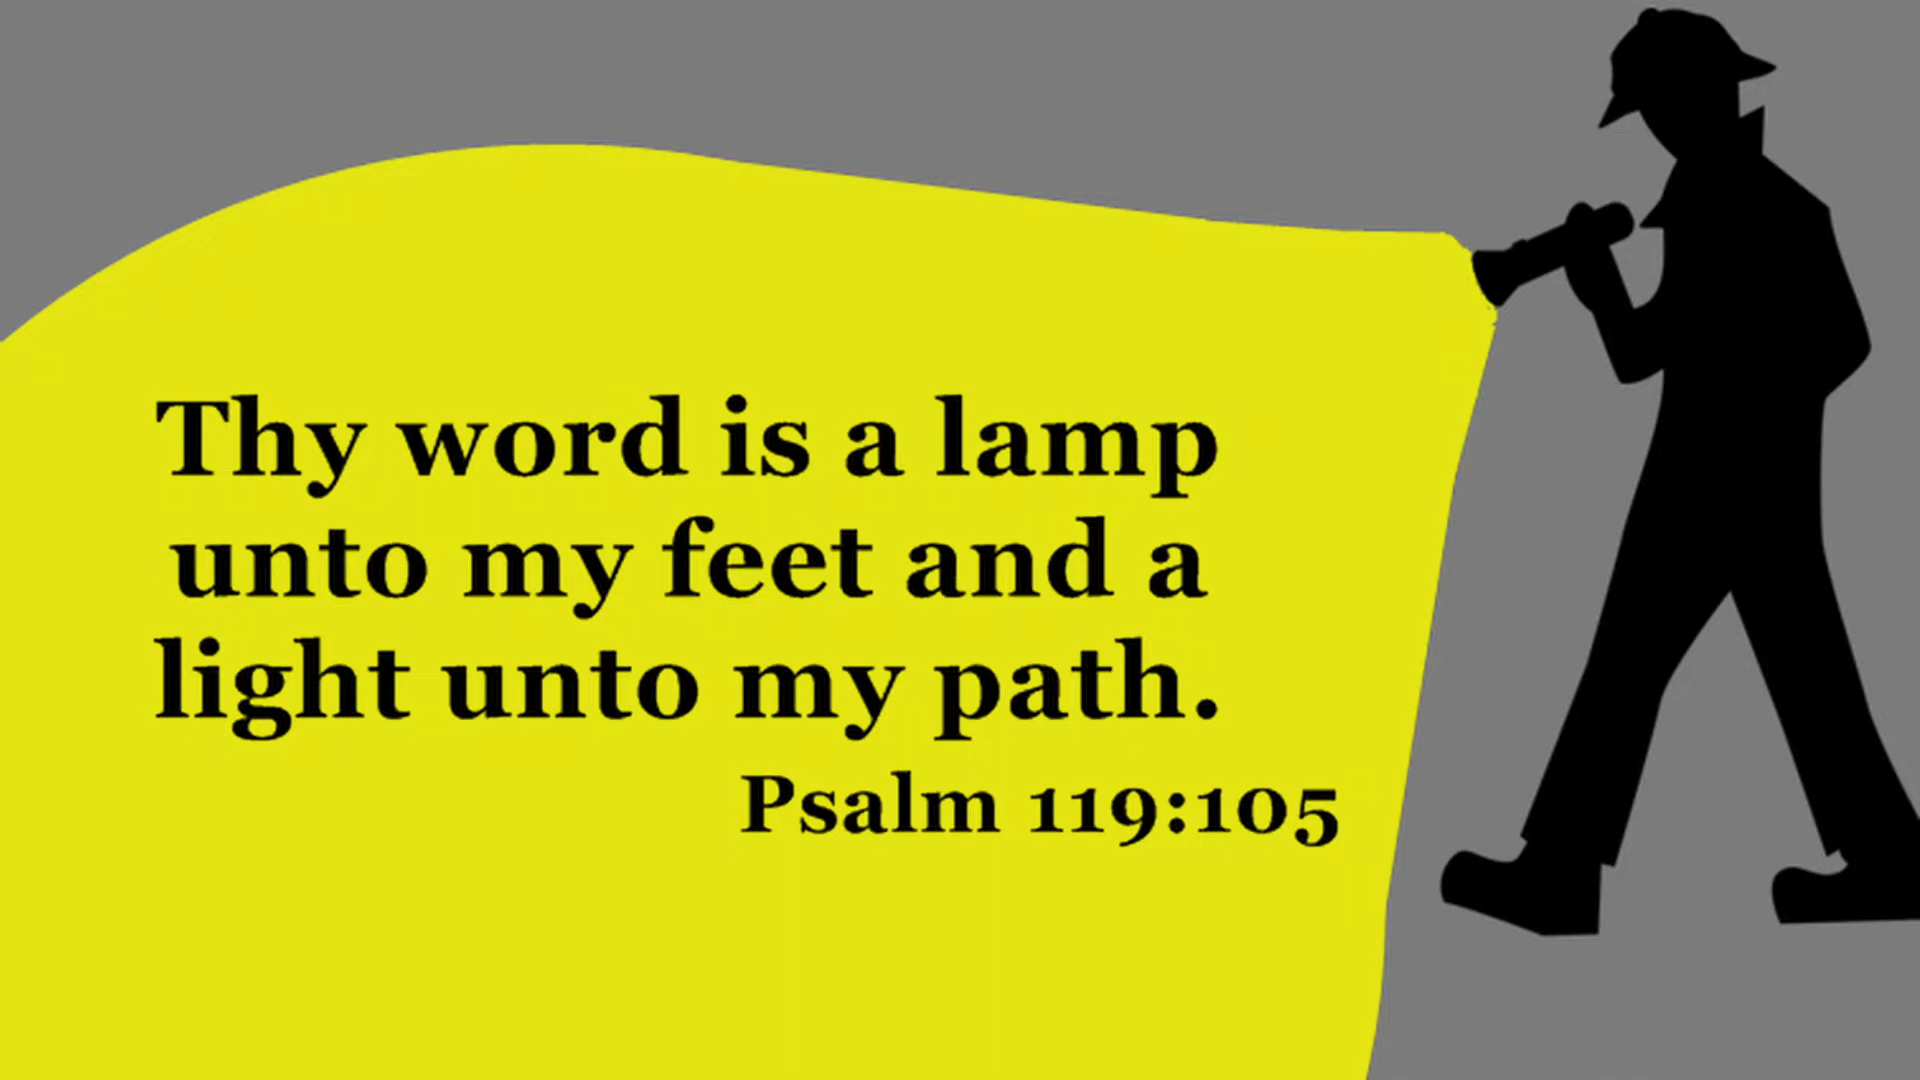 Thy word is a lamp
unto my feet and a
light unto my path.
Psalm 119:105